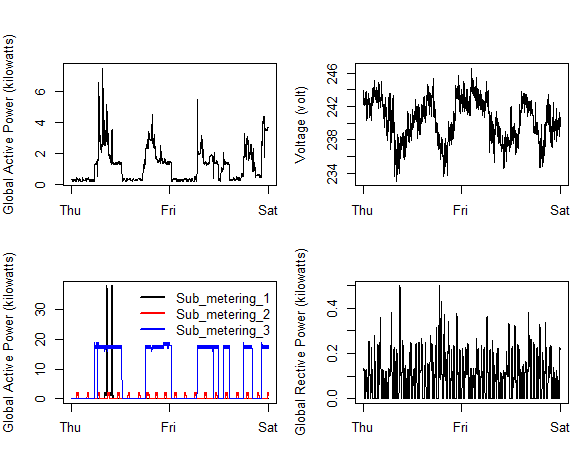 Global Active Power (kilowatts)
6
4
2
0
Thu
Fri
Sat
Voltage (volt)
246
242
238
234
Thu
Fri
Sat
Global Active Power (kilowatts)
30
20
10
0
Sub_metering_1
Sub_metering_2
Sub_metering_3
Thu
Fri
Sat
Global Rective Power (kilowatts)
0.4
0.2
0.0
Thu
Fri
Sat